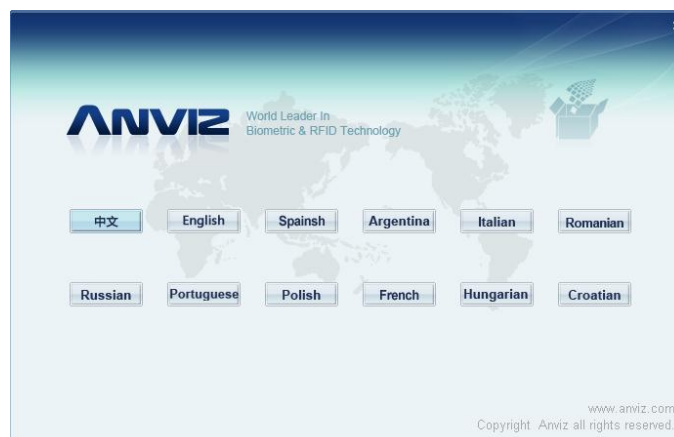 ANVIZ
World Leader In
Biometric & RFID Technology
中文 English Spainsh Argentina Italian Romanian
Russian Portuguese Polish French Hungarian Croatian
www.anviz.com
Copyright Anviz all rights reserved.